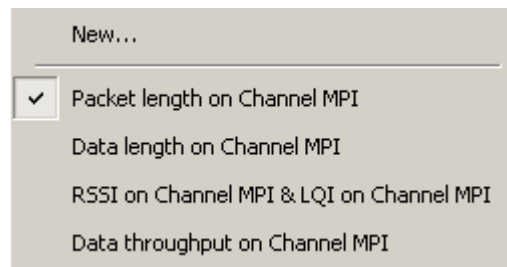 New...
Packet length on Channel MPI
Data length on Channel MPI
RSSI on Channel MPI & LQI on Channel MPI
Data throughput on Channel MPI